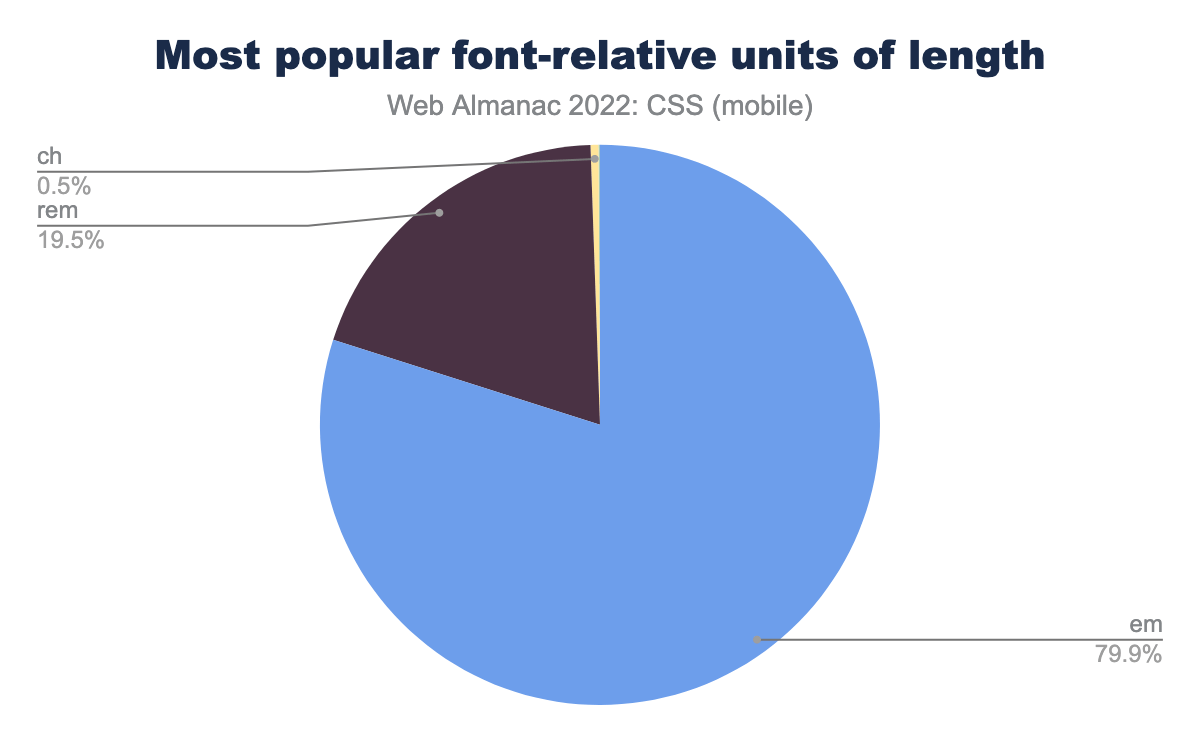 Most popular font-relative units of length
Web Almanac 2022: CSS (mobile)
ch
0.5%
rem
19.5%
em
79.9%